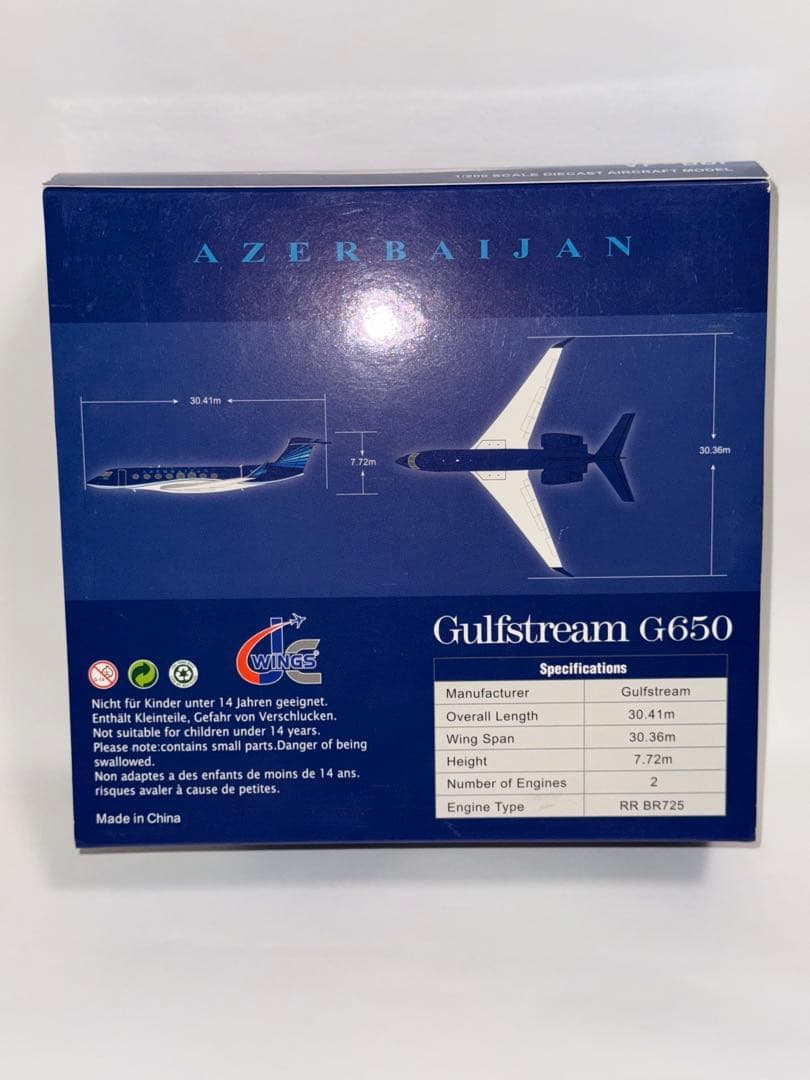 1/200 SCALE DIECAST AIRCRAFT MODEL
AZERBAIJAN
30.41m
7.72m
30.36m
JC
WINGS
Gulfstream G650
Specifications
Manufacturer Gulfstream
Overall Length 30.41m
Wing Span 30.36m
Height 7.72m
Number of Engines 2
Engine Type RR BR725
Nicht für Kinder unter 14 Jahren geeignet.
Enthält Kleinteile, Gefahr von Verschlucken.
Not suitable for children under 14 years.
Please note:contains small parts.Danger of being
swallowed.
Non adaptes a des enfants de moins de 14 ans.
risques avaler à cause de petites.
Made in China